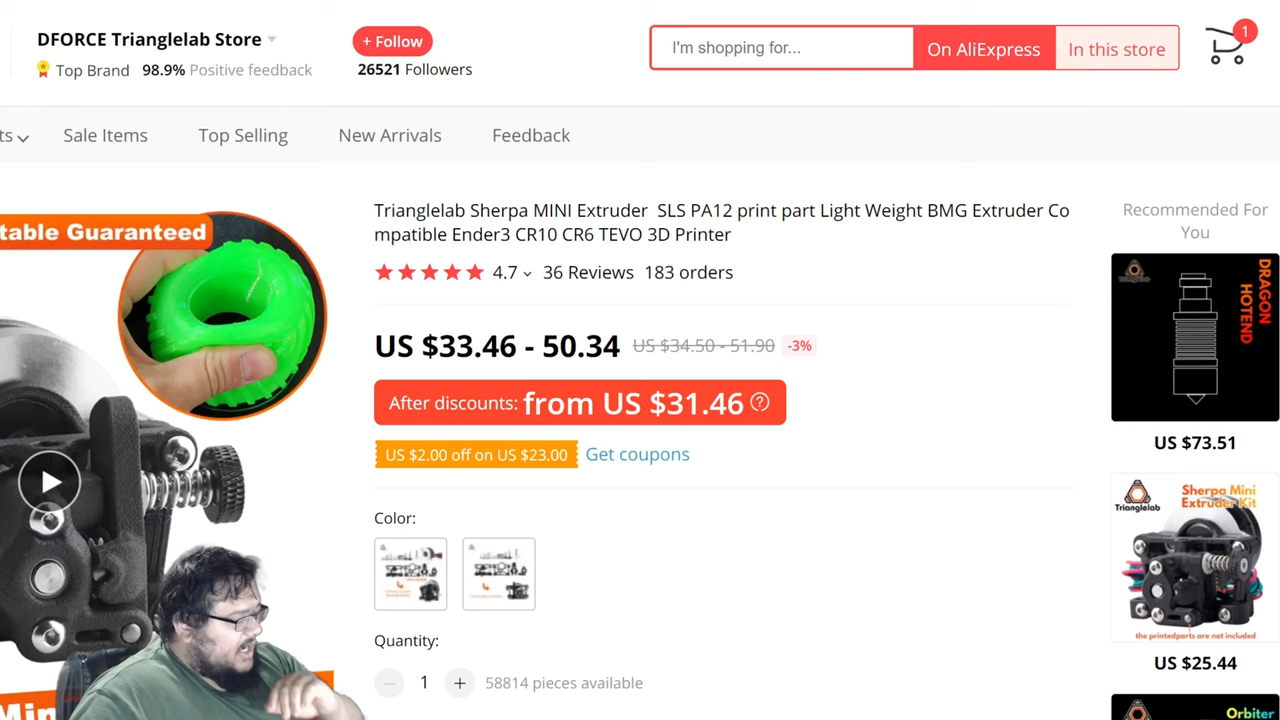 DFORCE Trianglelab Store
+ Follow
Top Brand 98.9% Positive feedback
26521 Followers
I'm shopping for...
On AliExpress
In this store
1
ts
Sale Items
Top Selling
New Arrivals
Feedback
table Guaranteed
Trianglelab Sherpa MINI Extruder SLS PA12 print part Light Weight BMG Extruder Co
mpatible Ender3 CR10 CR6 TEVO 3D Printer
4.7
36 Reviews
183 orders
US $33.46 - 50.34
US $34.50 - 51.90
-3%
After discounts: from US $31.46
US $2.00 off on US $23.00
Get coupons
Color:
Quantity:
1
+
58814 pieces available
Min
Recommended For
You
DRAGON
HOTEND
US $73.51
Trianglelab
Sherpa Mini
Extruder Kit
the printedparts are not included
US $25.44
Orbiter